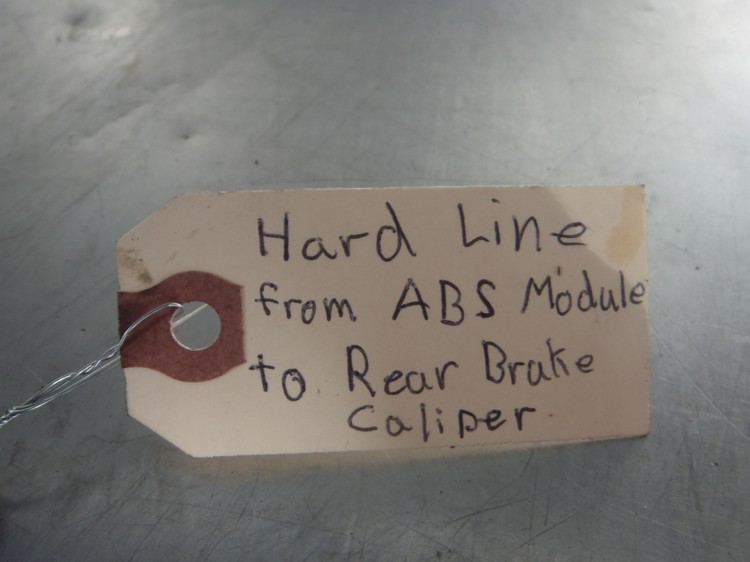 Hard Line
from ABS Module
to Rear Brake
Caliper